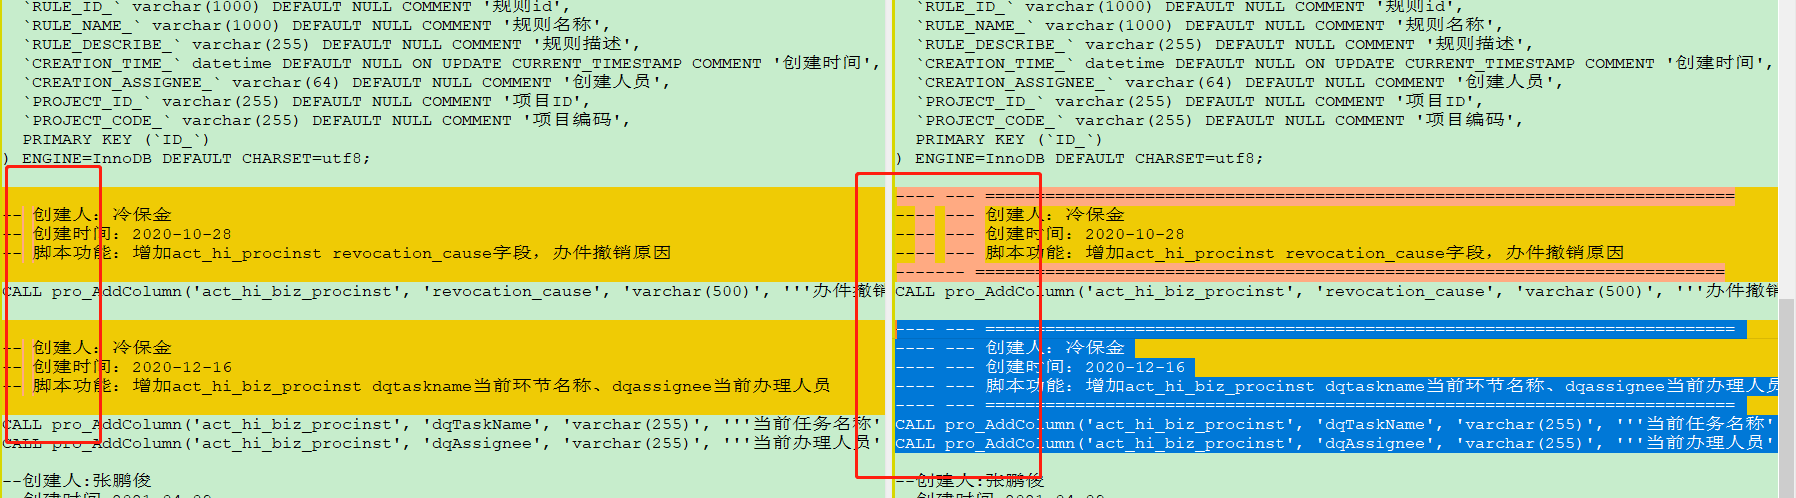 `RULE_ID_` varchar(1000) DEFAULT NULL COMMENT '规则id',
`RULE_NAME_` varchar(1000) DEFAULT NULL COMMENT '规则名称',
`RULE_DESCRIBE_` varchar(255) DEFAULT NULL COMMENT '规则描述',
`CREATION_TIME_` datetime DEFAULT NULL ON UPDATE CURRENT_TIMESTAMP COMMENT '创建时间',
`CREATION_ASSIGNEE_` varchar(64) DEFAULT NULL COMMENT '创建人员',
`PROJECT_ID_` varchar(255) DEFAULT NULL COMMENT '项目ID',
`PROJECT_CODE_` varchar(255) DEFAULT NULL COMMENT '项目编码',
PRIMARY KEY (`ID_`)
) ENGINE=InnoDB DEFAULT CHARSET=utf8;
-- 创建人：冷保金
-- 创建时间：2020-10-28
-- 脚本功能：增加act_hi_procinst revocation_cause字段，办件撤销原因
CALL pro_AddColumn('act_hi_biz_procinst', 'revocation_cause', 'varchar(500)', '''办件撤销
-- 创建人：冷保金
-- 创建时间：2020-12-16
-- 脚本功能：增加act_hi_biz_procinst dqtaskname当前环节名称、dqassignee当前办理人员
CALL pro_AddColumn('act_hi_biz_procinst', 'dqTaskName', 'varchar(255)', '''当前任务名称'
CALL pro_AddColumn('act_hi_biz_procinst', 'dqAssignee', 'varchar(255)', '''当前办理人员'
--创建人:张鹏俊
--创建时间 2021-04-09
`RULE_ID_` varchar(1000) DEFAULT NULL COMMENT '规则id',
`RULE_NAME_` varchar(1000) DEFAULT NULL COMMENT '规则名称',
`RULE_DESCRIBE_` varchar(255) DEFAULT NULL COMMENT '规则描述',
`CREATION_TIME_` datetime DEFAULT NULL ON UPDATE CURRENT_TIMESTAMP COMMENT '创建时间',
`CREATION_ASSIGNEE_` varchar(64) DEFAULT NULL COMMENT '创建人员',
`PROJECT_ID_` varchar(255) DEFAULT NULL COMMENT '项目ID',
`PROJECT_CODE_` varchar(255) DEFAULT NULL COMMENT '项目编码',
PRIMARY KEY (`ID_`)
) ENGINE=InnoDB DEFAULT CHARSET=utf8;
---- --- ===========================================================================
---- --- 创建人：冷保金
---- --- 创建时间：2020-10-28
---- --- 脚本功能：增加act_hi_procinst revocation_cause字段，办件撤销原因
------- ===========================================================================
CALL pro_AddColumn('act_hi_biz_procinst', 'revocation_cause', 'varchar(500)', '''办件撤销
---- --- ===========================================================================
---- --- 创建人：冷保金
---- --- 创建时间：2020-12-16
---- --- 脚本功能：增加act_hi_biz_procinst dqtaskname当前环节名称、dqassignee当前办理人员
---- --- ===========================================================================
CALL pro_AddColumn('act_hi_biz_procinst', 'dqTaskName', 'varchar(255)', '''当前任务名称'
CALL pro_AddColumn('act_hi_biz_procinst', 'dqAssignee', 'varchar(255)', '''当前办理人员'
--创建人:张鹏俊
--创建时间 2021-04-09